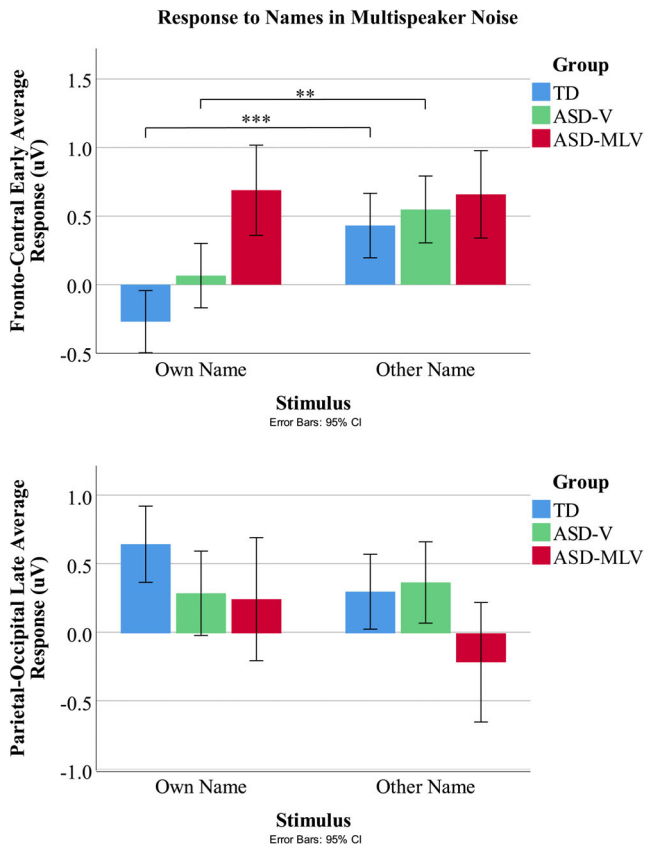 Response to Names in Multispeaker Noise
Fronto-Central Early Average
Response (uV)
1.5
1.0
0.5
0.0
-0.5
**
***
Own Name
Other Name
Stimulus
Error Bars: 95% CI
Group
TD
ASD-V
ASD-MLV
Parietal-Occipital Late Average
Response (uV)
1.0
0.5
0.0
-0.5
-1.0
Own Name
Other Name
Stimulus
Error Bars: 95% CI
Group
TD
ASD-V
ASD-MLV